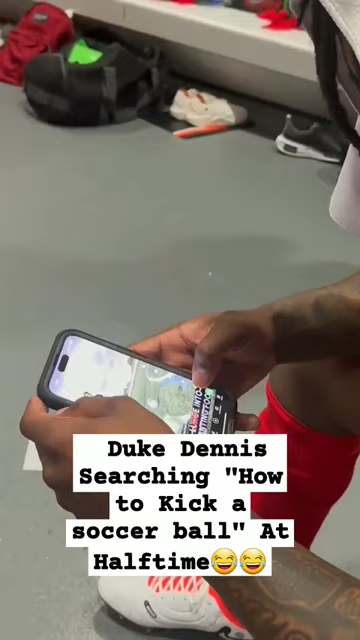 Duke Dennis
Searching "How
to Kick a
soccer ball" At
Halftime😂😂